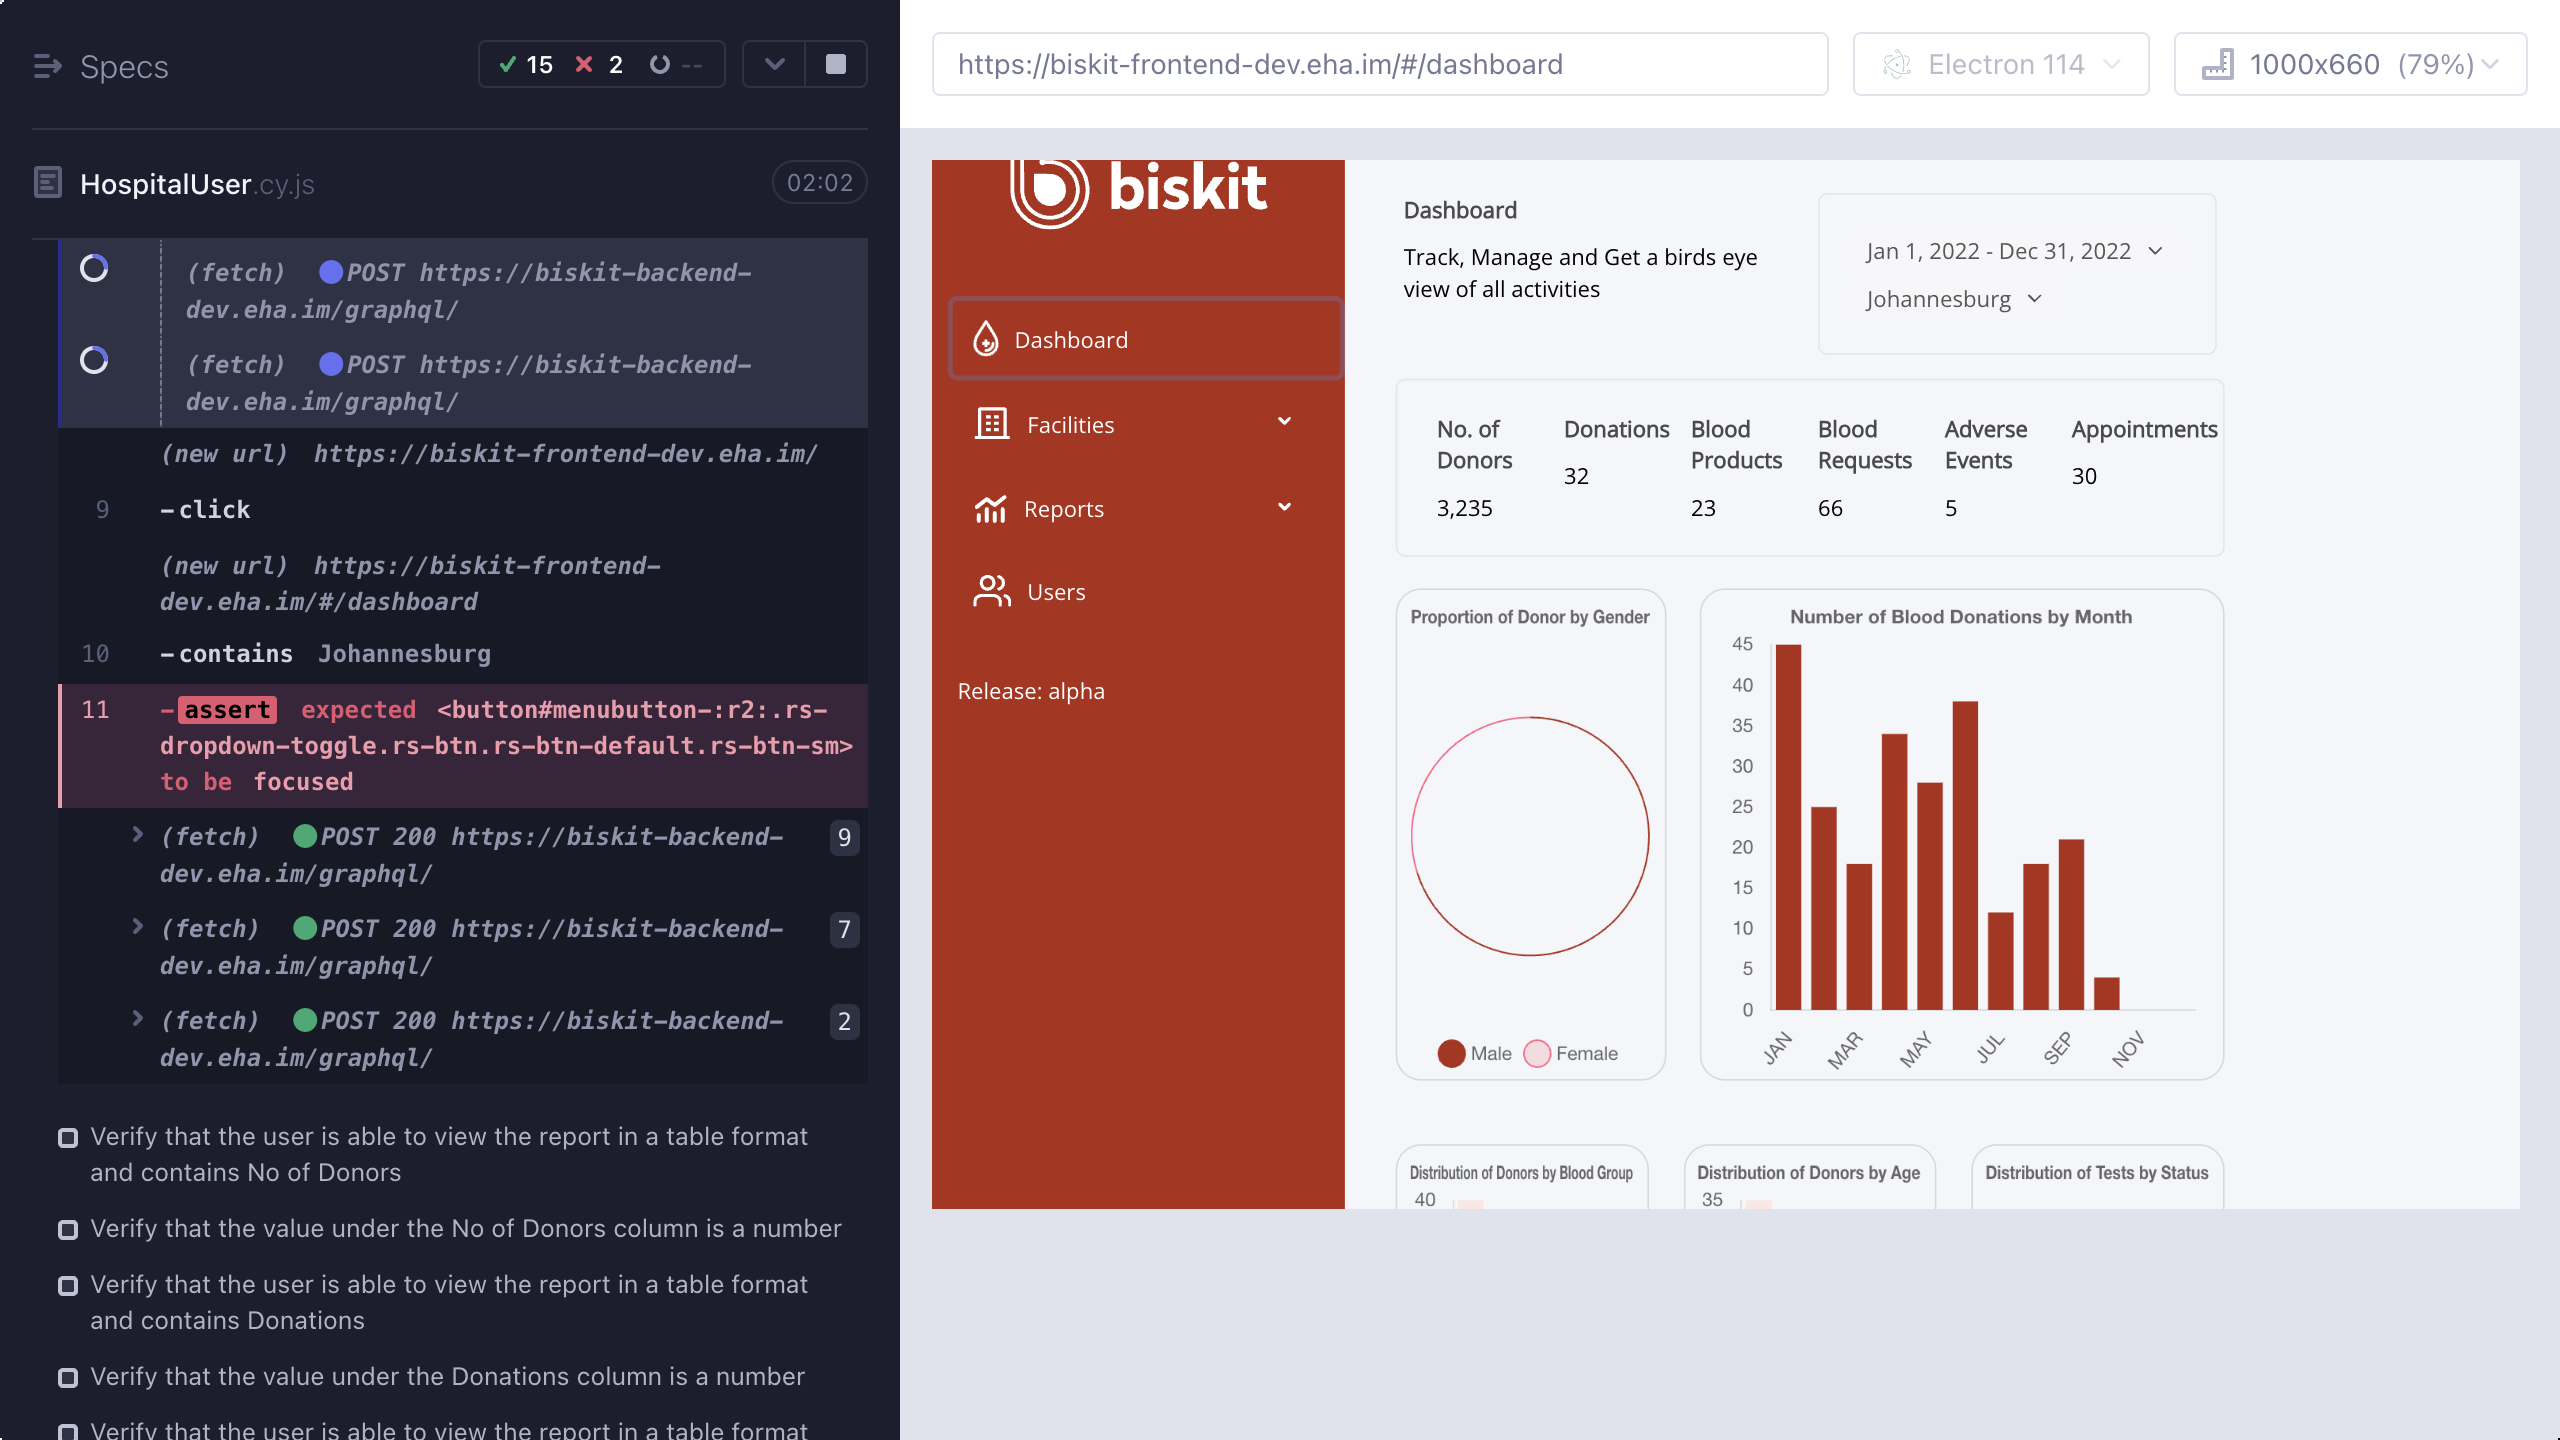 Specs
15 2 --
HospitalUser.cy.js
02:02
(fetch) POST https://biskit-backend-
dev.eha.im/graphql/
(fetch) POST https://biskit-backend-
dev.eha.im/graphql/
(new url) https://biskit-frontend-dev.eha.im/
9 -click
(new url) https://biskit-frontend-
dev.eha.im/#/dashboard
10 -contains Johannesburg
11 -assert expected <button#menubutton-:r2:.rs-
dropdown-toggle.rs-btn.rs-btn-default.rs-btn-sm>
to be focused
(fetch) POST 200 https://biskit-backend- 9
dev.eha.im/graphql/
(fetch) POST 200 https://biskit-backend- 7
dev.eha.im/graphql/
(fetch) POST 200 https://biskit-backend- 2
dev.eha.im/graphql/
Verify that the user is able to view the report in a table format
and contains No of Donors
Verify that the value under the No of Donors column is a number
Verify that the user is able to view the report in a table format
and contains Donations
Verify that the value under the Donations column is a number
Verify that the user is able to view the report in a table format
https://biskit-frontend-dev.eha.im/#/dashboard
Electron 114
1000x660 (79%)
biskit
Dashboard
Facilities
Reports
Users
Release: alpha
Dashboard
Track, Manage and Get a birds eye
view of all activities
Jan 1, 2022 - Dec 31, 2022
Johannesburg
No. of
Donors
3,235
Donations
32
Blood
Products
23
Blood
Requests
66
Adverse
Events
5
Appointments
30
Proportion of Donor by Gender
Male Female
Number of Blood Donations by Month
45
40
35
30
25
20
15
10
5
0
JAN MAR MAY JUL SEP NOV
Distribution of Donors by Blood Group
40
Distribution of Donors by Age
35
Distribution of Tests by Status